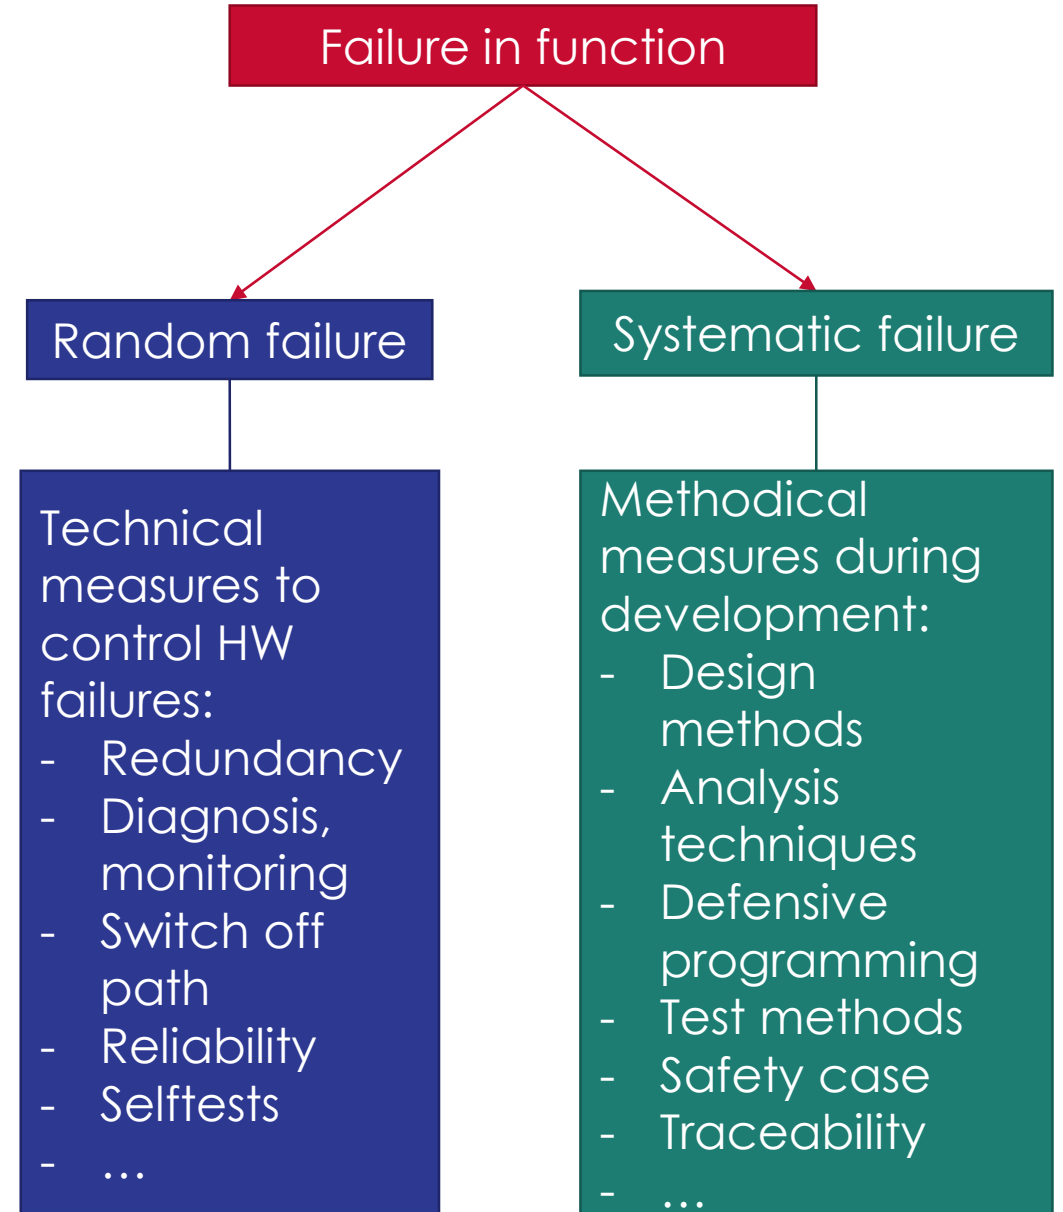 Failure in function
Random failure
Technical
measures to
control HW
failures:
- Redundancy
- Diagnosis,
monitoring
- Switch off
path
- Reliability
- Selftests
- …
Systematic failure
Methodical
measures during
development:
- Design
methods
- Analysis
techniques
- Defensive
programming
- Test methods
- Safety case
- Traceability
- …